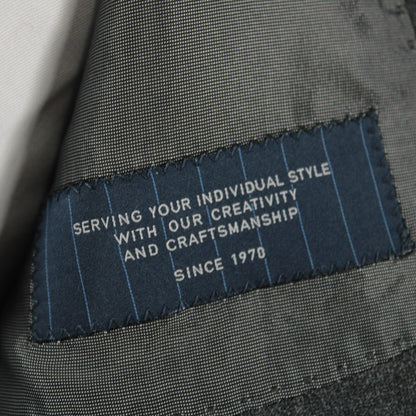 SERVING YOUR INDIVIDUAL STYLE
WITH OUR CREATIVITY
AND CRAFTSMANSHIP
SINCE 1970